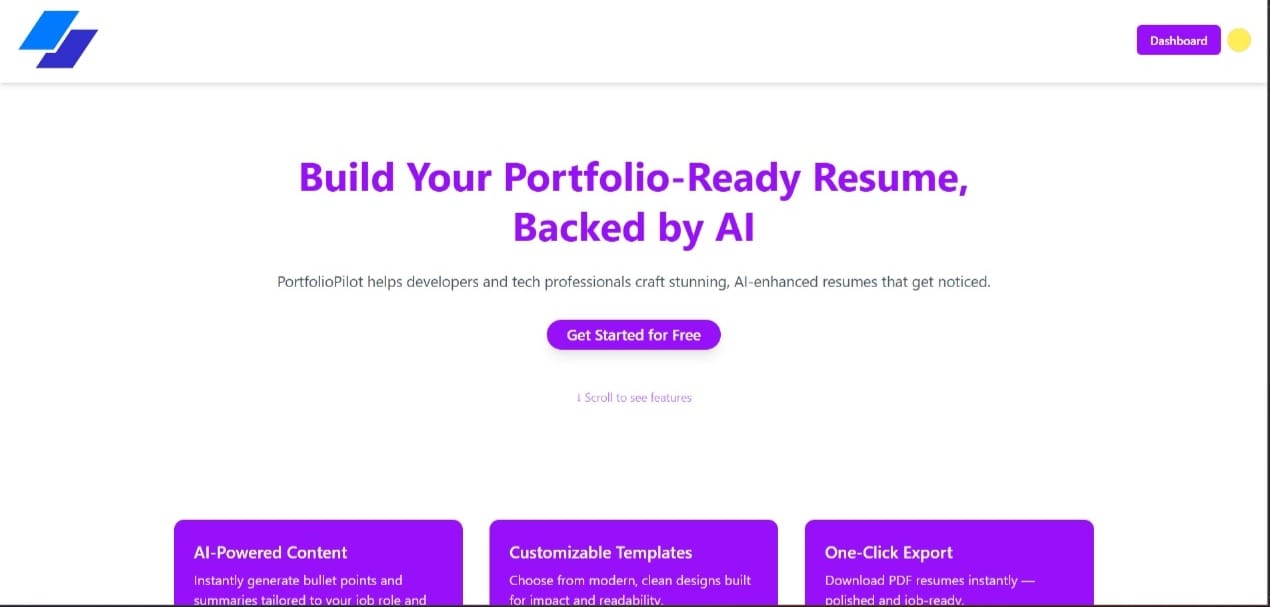 Dashboard
Build Your Portfolio-Ready Resume,
Backed by AI
PortfolioPilot helps developers and tech professionals craft stunning, AI-enhanced resumes that get noticed.
Get Started for Free
↓ Scroll to see features
AI-Powered Content
Instantly generate bullet points and
summaries tailored to your job role and
Customizable Templates
Choose from modern, clean designs built
for impact and readability.
One-Click Export
Download PDF resumes instantly —
polished and job-ready.